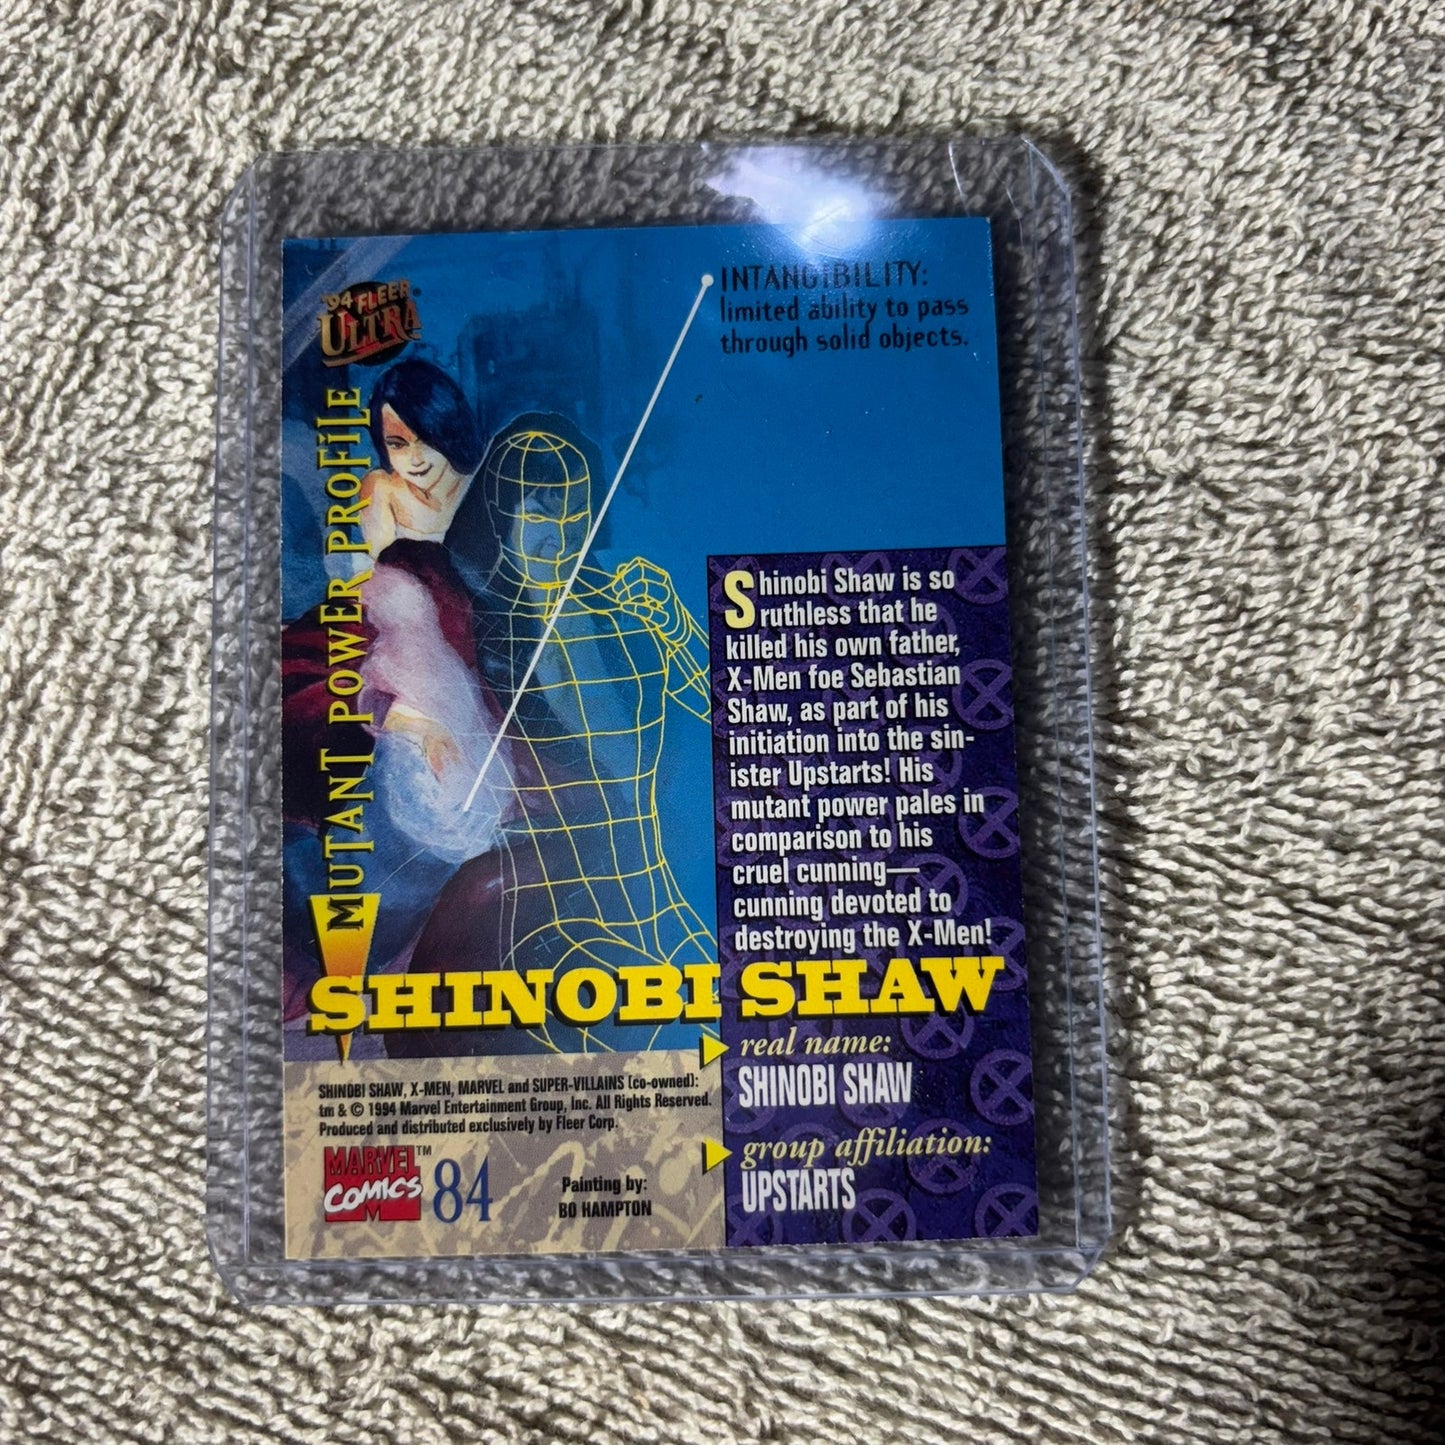 '94 FLEER
ULTRA
MUTANT POWER PROFILE
INTANGIBILITY:
limited ability to pass
through solid objects.
Shinobi Shaw is so
ruthless that he
killed his own father,
X-Men foe Sebastian
Shaw, as part of his
initiation into the sin-
ister Upstarts! His
mutant power pales in
comparison to his
cruel cunning—
cunning devoted to
destroying the X-Men!
SHINOBI SHAW
real name:
SHINOBI SHAW
group affiliation:
UPSTARTS
SHINOBI SHAW, X-MEN, MARVEL and SUPER-VILLAINS (co-owned):
tm & © 1994 Marvel Entertainment Group, Inc. All Rights Reserved.
Produced and distributed exclusively by Fleer Corp.
MARVEL™
COMICS
84
Painting by:
BO HAMPTON